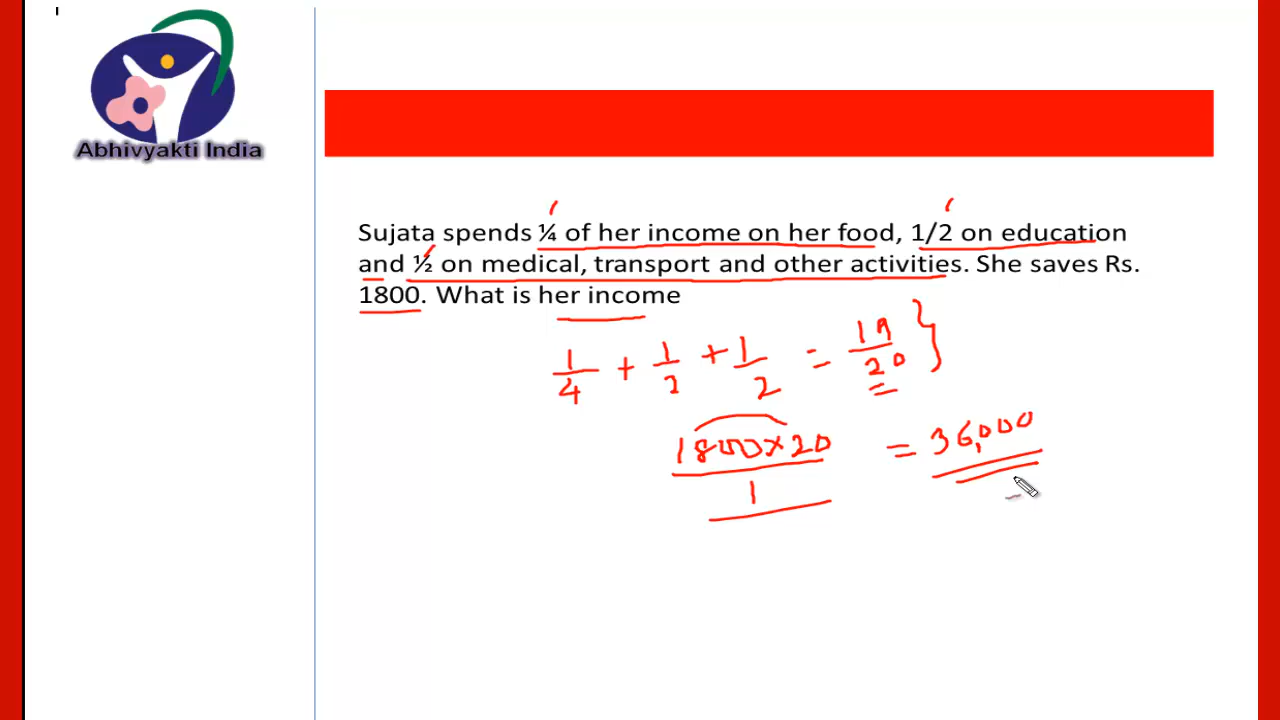 Abhivyakti India
Sujata spends ¼ of her income on her food, 1/2 on education
and ½ on medical, transport and other activities. She saves Rs.
1800. What is her income
1/4 + 1/2 + 1/2 = 19/20 }
1800×20/1 = 36,000